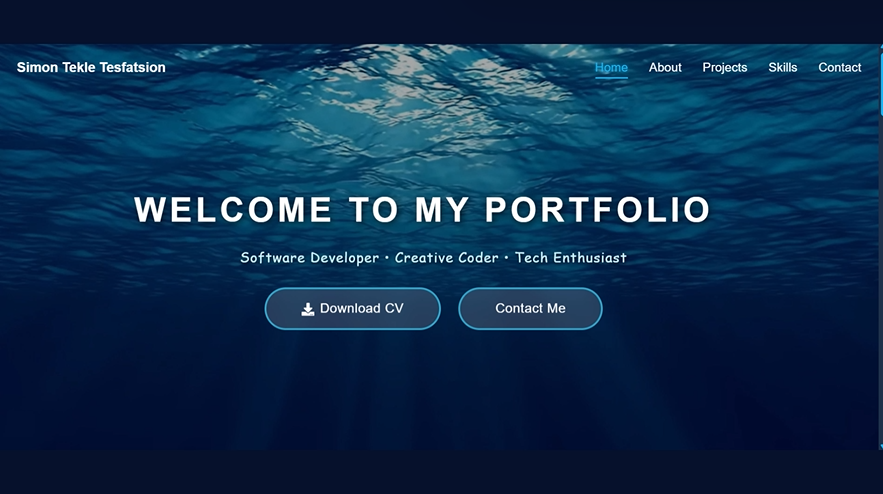 Simon Tekle Tesfatsion
Home About Projects Skills Contact
WELCOME TO MY PORTFOLIO
Software Developer • Creative Coder • Tech Enthusiast
Download CV
Contact Me